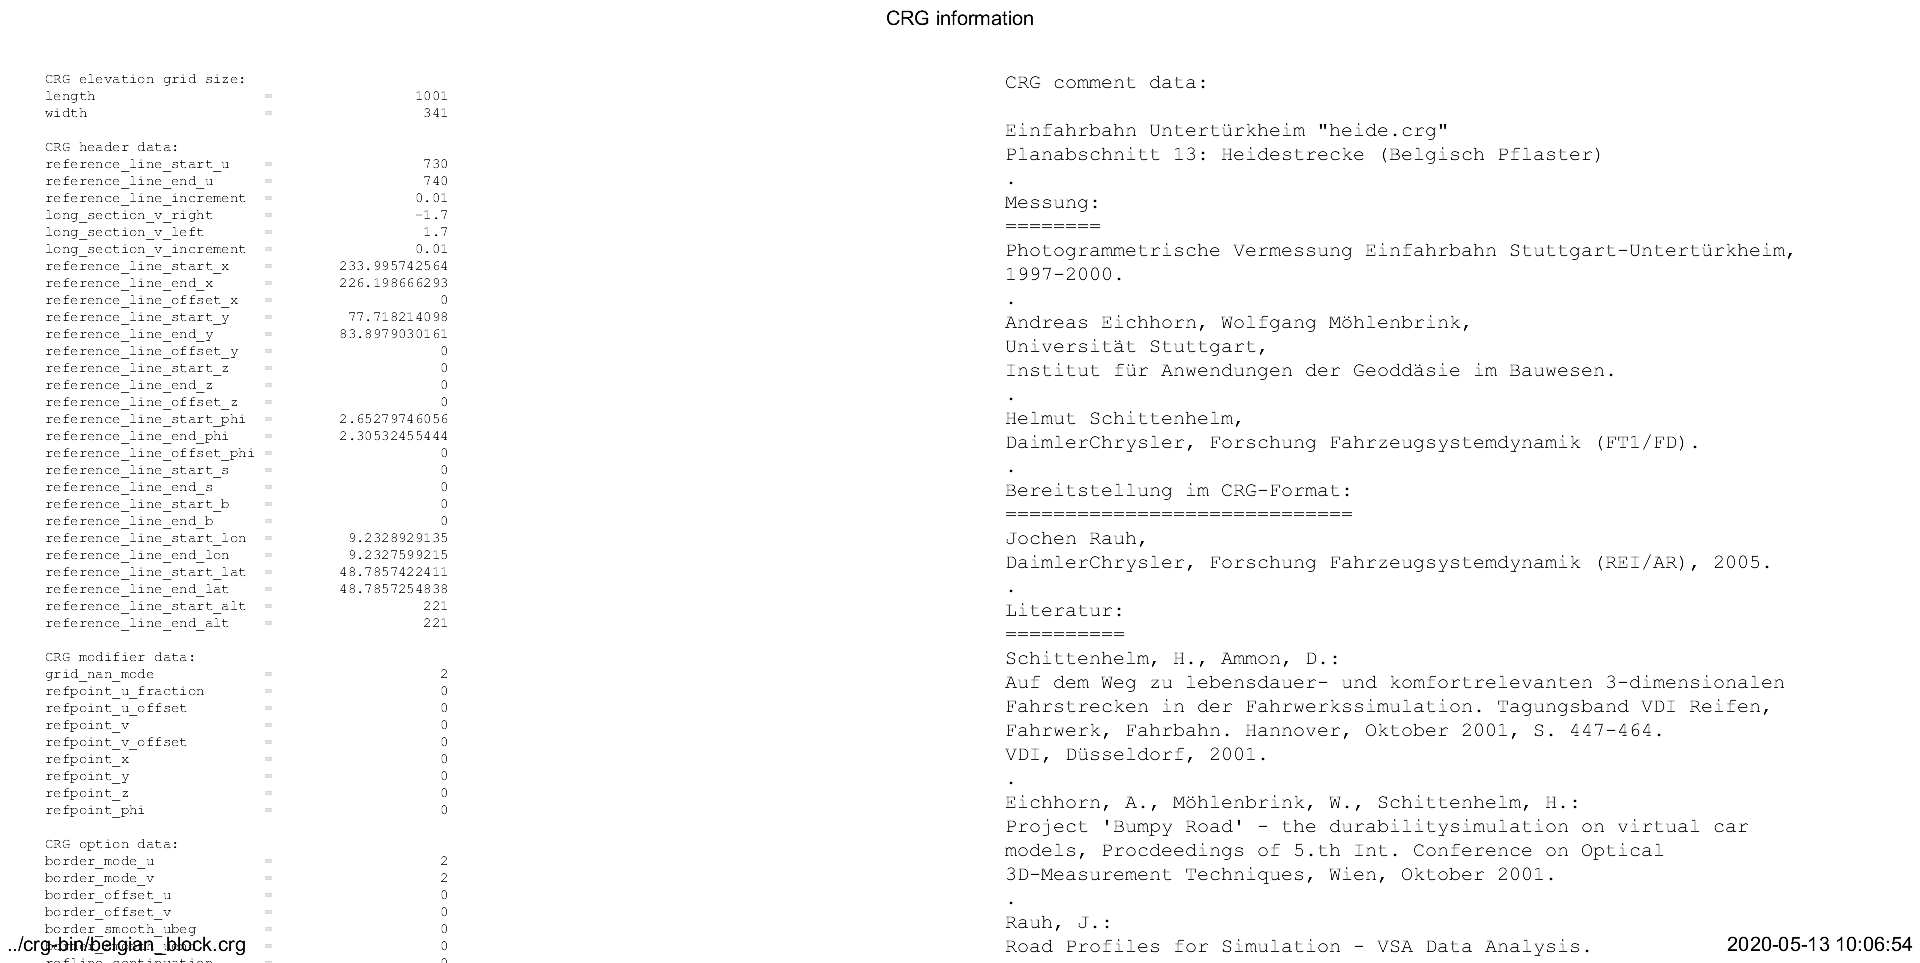 CRG information
CRG elevation grid size:
length = 1001
width = 341
CRG header data:
reference_line_start_u = 730
reference_line_end_u = 740
reference_line_increment = 0.01
long_section_v_right = -1.7
long_section_v_left = 1.7
long_section_v_increment = 0.01
reference_line_start_x = 233.995742564
reference_line_end_x = 226.198666293
reference_line_offset_x = 0
reference_line_start_y = 77.718214098
reference_line_end_y = 83.8979030161
reference_line_offset_y = 0
reference_line_start_z = 0
reference_line_end_z = 0
reference_line_offset_z = 0
reference_line_start_phi = 2.65279746056
reference_line_end_phi = 2.30532455444
reference_line_offset_phi = 0
reference_line_start_s = 0
reference_line_end_s = 0
reference_line_start_b = 0
reference_line_end_b = 0
reference_line_start_lon = 9.2328929135
reference_line_end_lon = 9.2327599215
reference_line_start_lat = 48.7857422411
reference_line_end_lat = 48.7857254838
reference_line_start_alt = 221
reference_line_end_alt = 221
CRG modifier data:
grid_nan_mode = 2
refpoint_u_fraction = 0
refpoint_u_offset = 0
refpoint_v = 0
refpoint_v_offset = 0
refpoint_x = 0
refpoint_y = 0
refpoint_z = 0
refpoint_phi = 0
CRG option data:
border_mode_u = 2
border_mode_v = 2
border_offset_u = 0
border_offset_v = 0
border_smooth_ubeg = 0
= 0
refline_continuation = 0
../crg-bin/belgian_block.crg
CRG comment data:
Einfahrbahn Untertürkheim "heide.crg"
Planabschnitt 13: Heidestrecke (Belgisch Pflaster)
.
Messung:
========
Photogrammetrische Vermessung Einfahrbahn Stuttgart-Untertürkheim,
1997-2000.
.
Andreas Eichhorn, Wolfgang Möhlenbrink,
Universität Stuttgart,
Institut für Anwendungen der Geoddäsie im Bauwesen.
.
Helmut Schittenhelm,
DaimlerChrysler, Forschung Fahrzeugsystemdynamik (FT1/FD).
.
Bereitstellung im CRG-Format:
=============================
Jochen Rauh,
DaimlerChrysler, Forschung Fahrzeugsystemdynamik (REI/AR), 2005.
.
Literatur:
==========
Schittenhelm, H., Ammon, D.:
Auf dem Weg zu lebensdauer- und komfortrelevanten 3-dimensionalen
Fahrstrecken in der Fahrwerkssimulation. Tagungsband VDI Reifen,
Fahrwerk, Fahrbahn. Hannover, Oktober 2001, S. 447-464.
VDI, Düsseldorf, 2001.
.
Eichhorn, A., Möhlenbrink, W., Schittenhelm, H.:
Project 'Bumpy Road' - the durabilitysimulation on virtual car
models, Procdeedings of 5.th Int. Conference on Optical
3D-Measurement Techniques, Wien, Oktober 2001.
.
Rauh, J.:
Road Profiles for Simulation - VSA Data Analysis.
2020-05-13 10:06:54